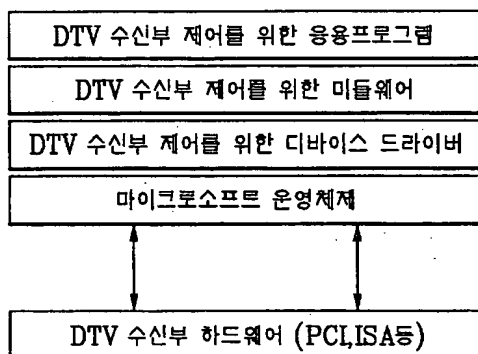 DTV 수신부 제어를 위한 응용프로그램
DTV 수신부 제어를 위한 미들웨어
DTV 수신부 제어를 위한 디바이스 드라이버
마이크로소프트 운영체제
DTV 수신부 하드웨어 (PCI,ISA등)